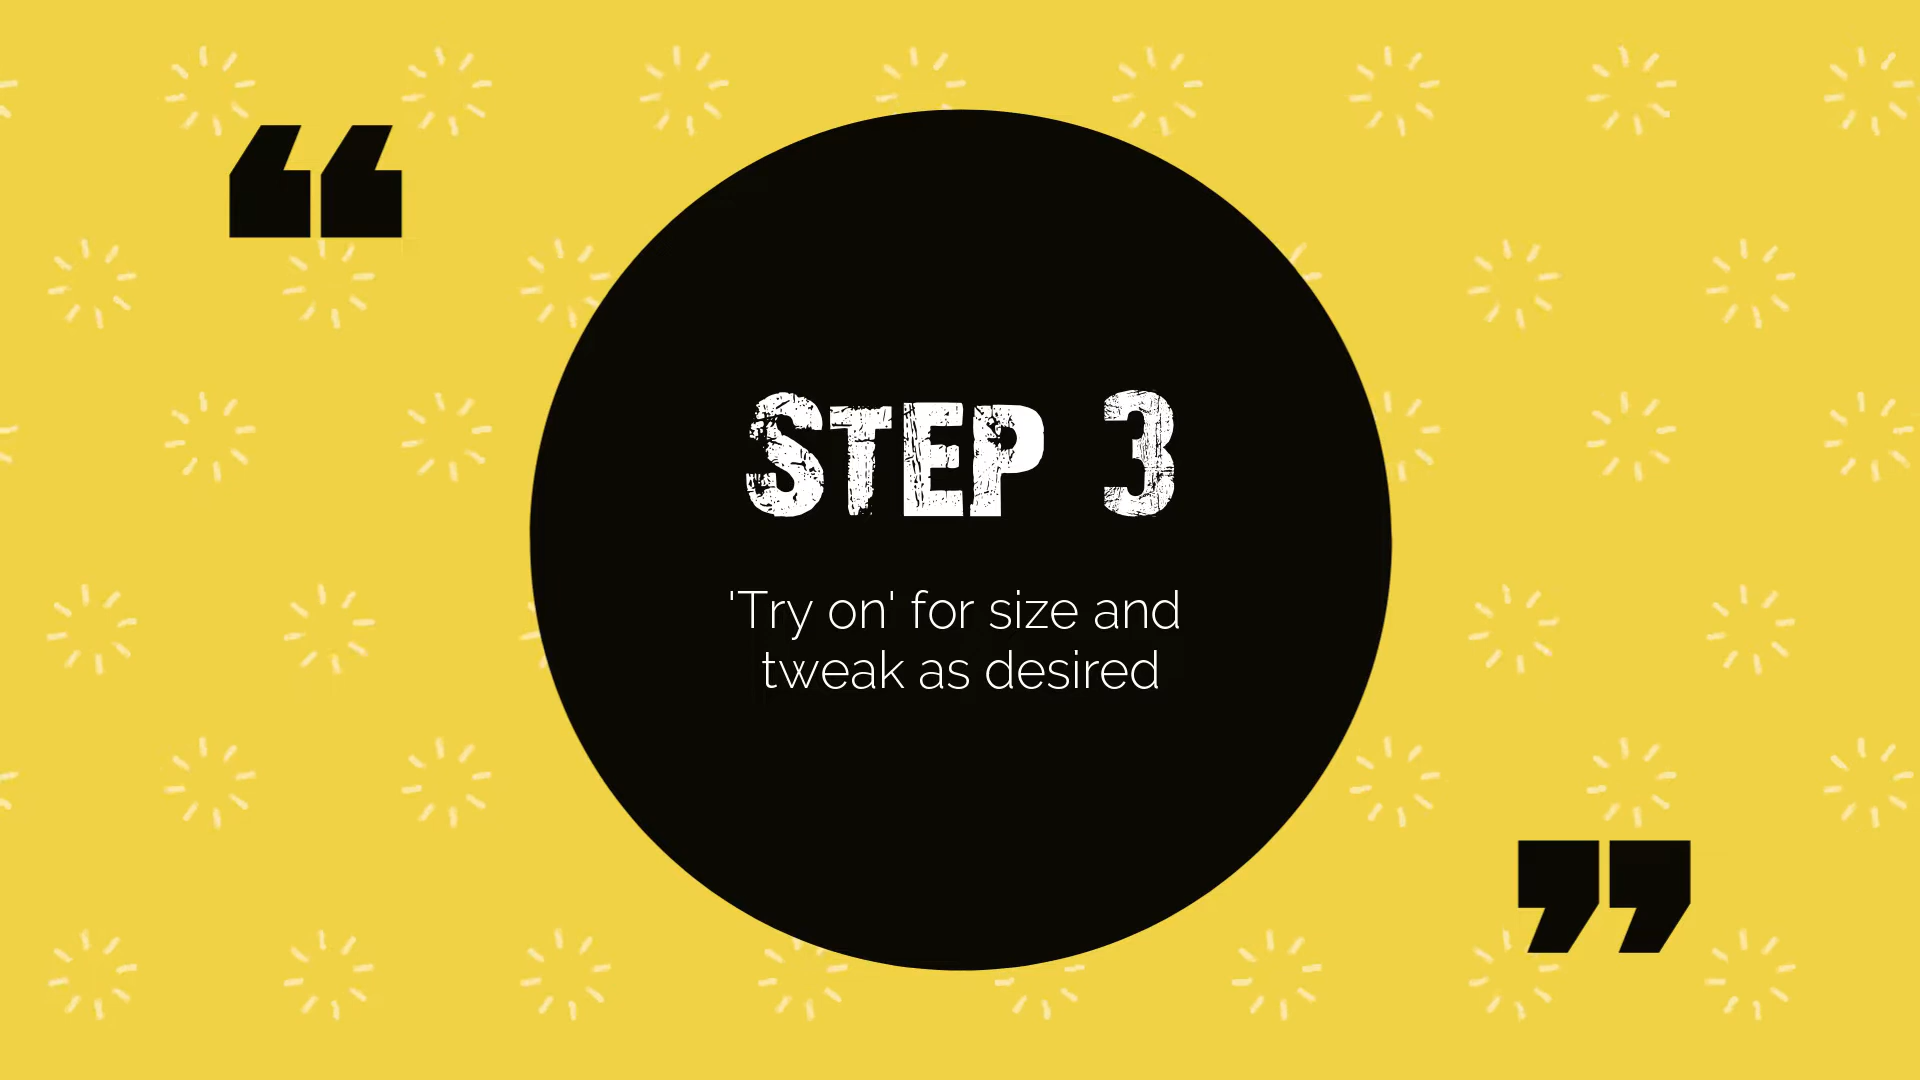 “
STEP 3
'Try on' for size and
tweak as desired
”